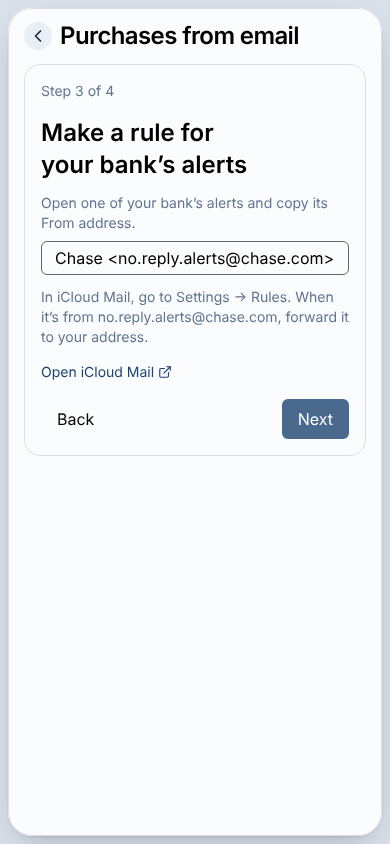 Purchases from email
Step 3 of 4
Make a rule for
your bank’s alerts
Open one of your bank’s alerts and copy its
From address.
Chase <no.reply.alerts@chase.com>
In iCloud Mail, go to Settings → Rules. When
it’s from no.reply.alerts@chase.com, forward it
to your address.
Open iCloud Mail
Back
Next